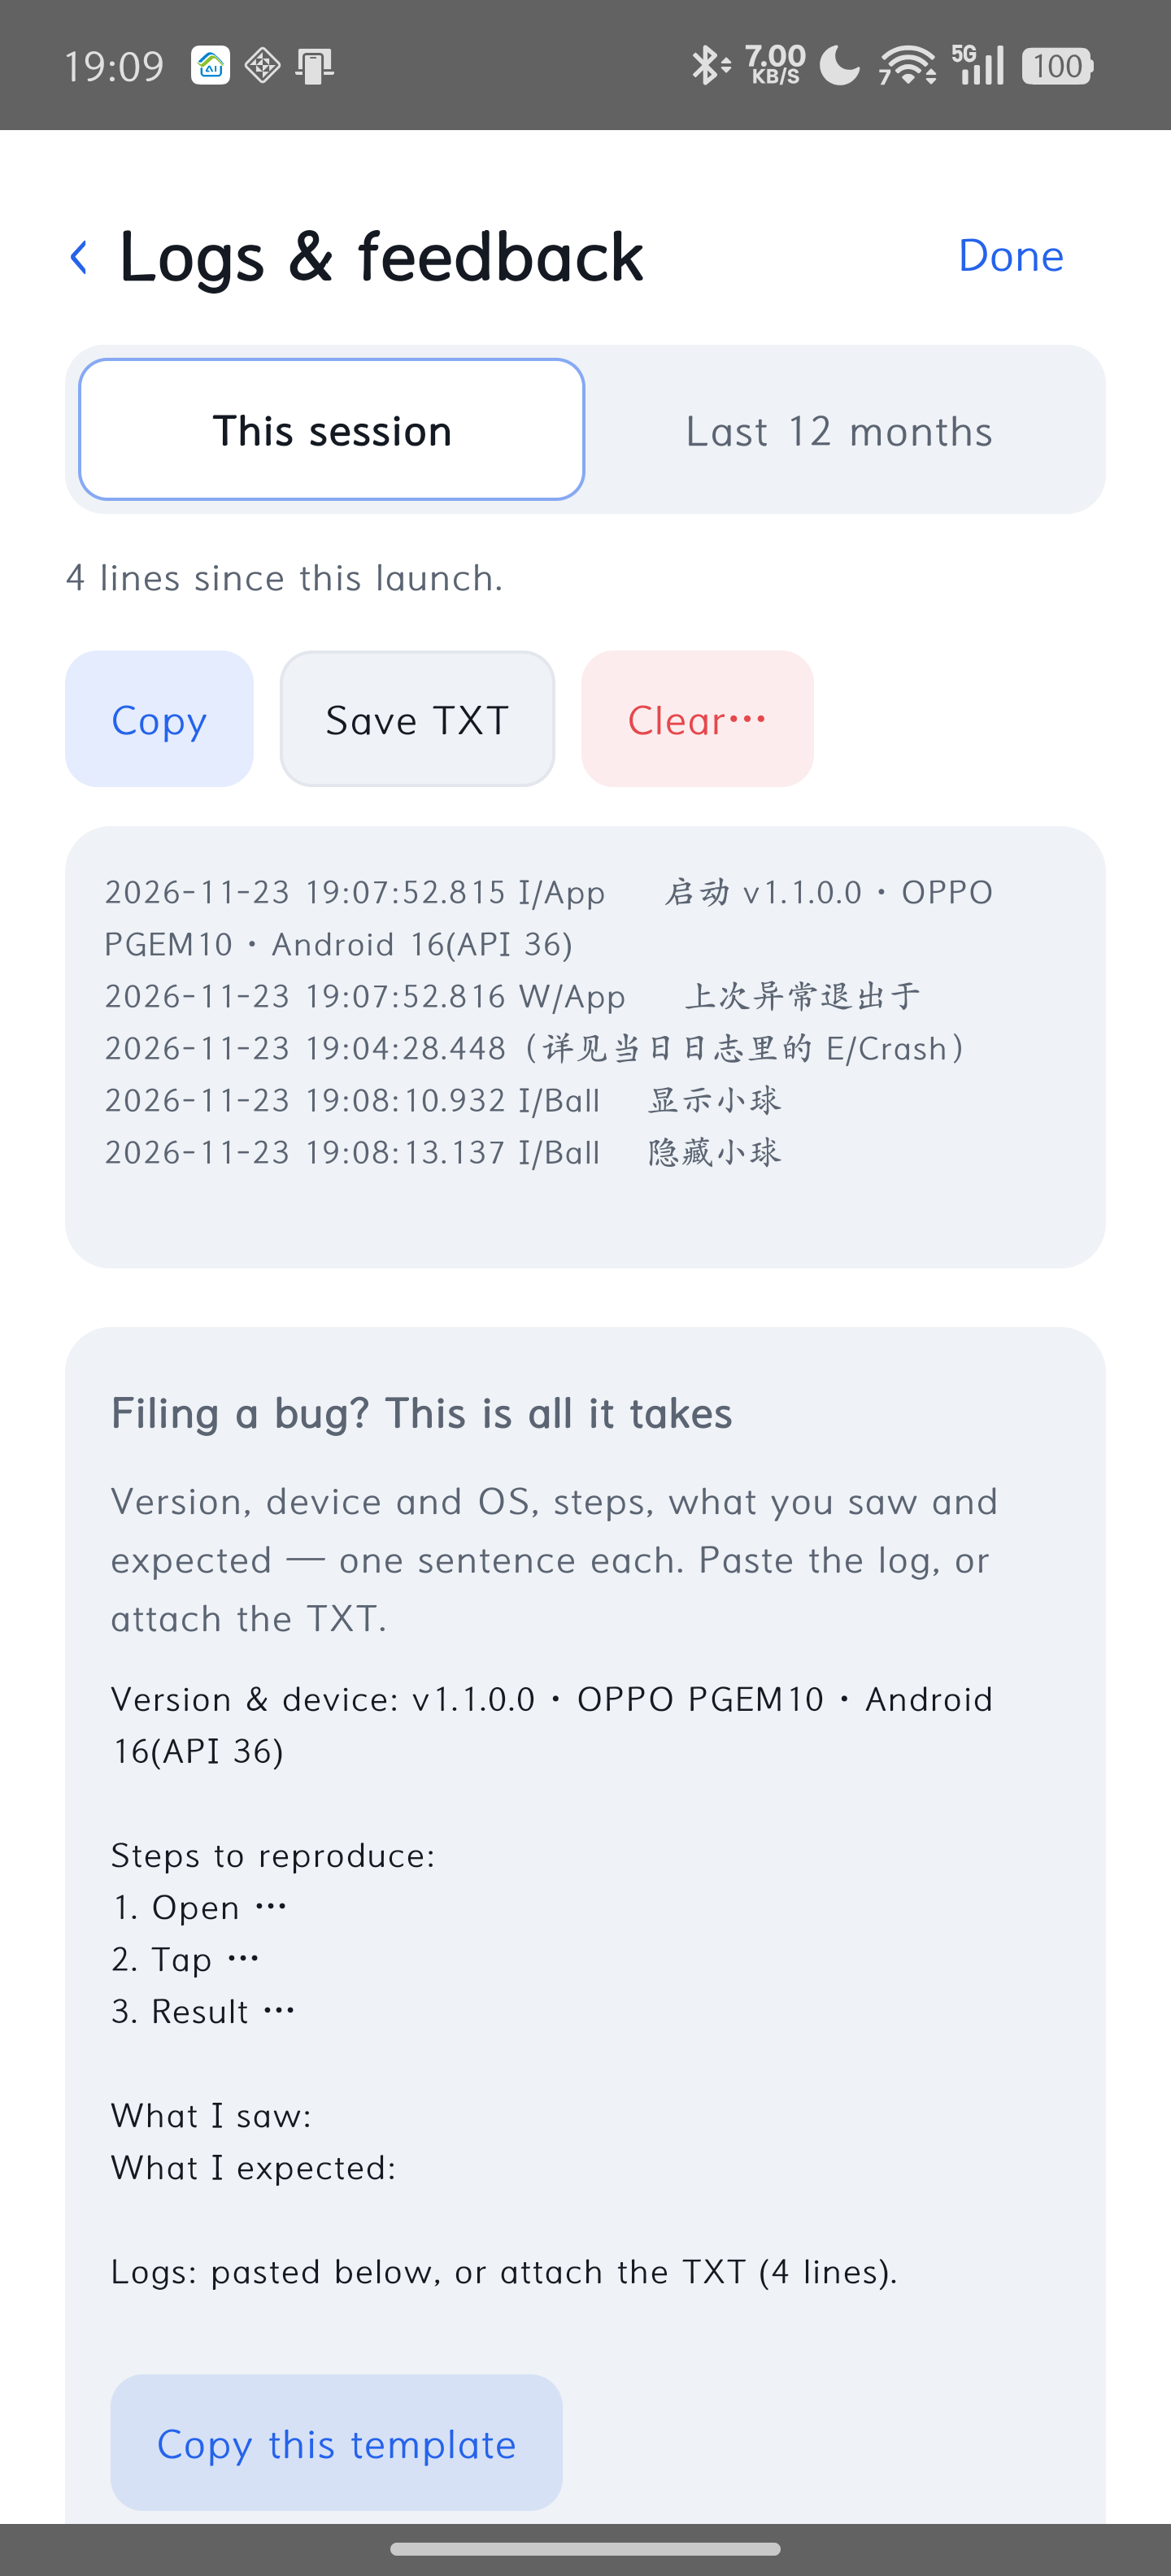 19:09
7.00 KB/S 7 5G 100
Logs & feedback
Done
This session
Last 12 months
4 lines since this launch.
Copy
Save TXT
Clear…
2026-11-23 19:07:52.815 I/App 启动 v1.1.0.0 · OPPO
PGEM10 · Android 16(API 36)
2026-11-23 19:07:52.816 W/App 上次异常退出于
2026-11-23 19:04:28.448（详见当日日志里的 E/Crash）
2026-11-23 19:08:10.932 I/Ball 显示小球
2026-11-23 19:08:13.137 I/Ball 隐藏小球
Filing a bug? This is all it takes
Version, device and OS, steps, what you saw and
expected — one sentence each. Paste the log, or
attach the TXT.
Version & device: v1.1.0.0 · OPPO PGEM10 · Android
16(API 36)
Steps to reproduce:
1. Open …
2. Tap …
3. Result …
What I saw:
What I expected:
Logs: pasted below, or attach the TXT (4 lines).
Copy this template